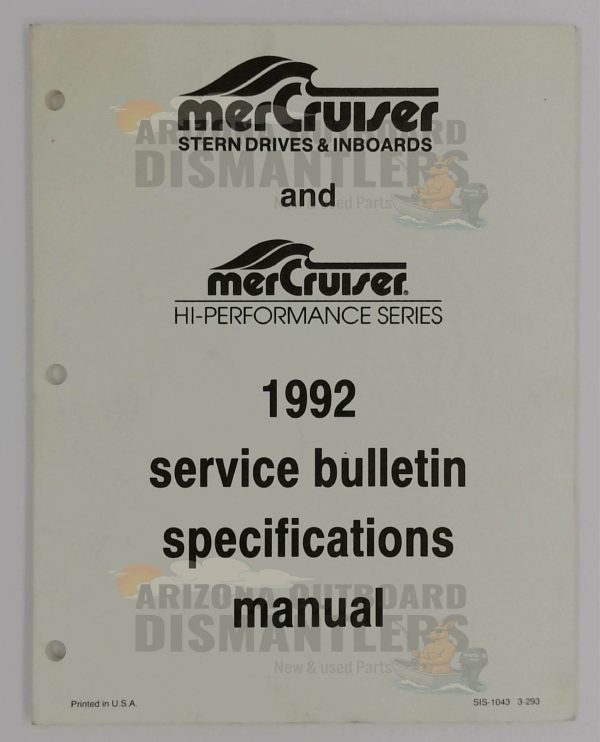 merCruiser
STERN DRIVES & INBOARDS
ARIZONA OUTBOARD
DISMANTLERS
New & used Parts
and
merCruiser®
HI-PERFORMANCE SERIES
1992
service bulletin
specifications
manual
ARIZONA OUTBOARD
DISMANTLERS
New & used Parts
Printed in U.S.A.
SIS-1043 3-293